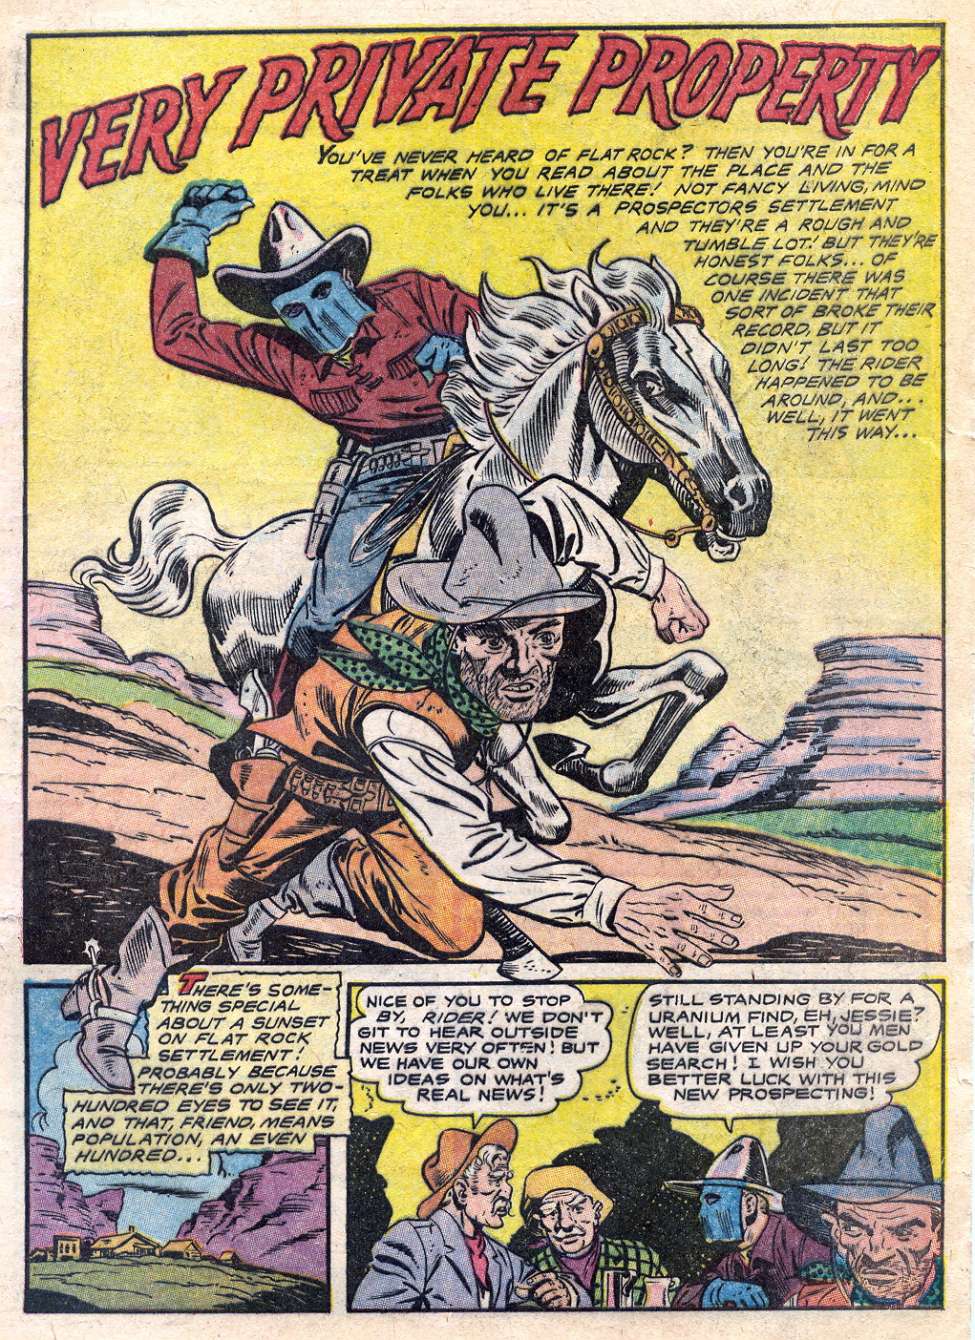 VERY PRIVATE PROPERTY
YOU'VE NEVER HEARD OF FLAT ROCK? THEN YOU'RE IN FOR A
TREAT WHEN YOU READ ABOUT THE PLACE AND THE
FOLKS WHO LIVE THERE! NOT FANCY LIVING, MIND
YOU... IT'S A PROSPECTORS SETTLEMENT
AND THEY'RE A ROUGH AND
TUMBLE LOT! BUT THEY'RE
HONEST FOLKS... OF
COURSE THERE WAS
ONE INCIDENT THAT
SORT OF BROKE THEIR
RECORD, BUT IT
DIDN'T LAST TOO
LONG! THE RIDER
HAPPENED TO BE
AROUND, AND...
WELL, IT WENT
THIS WAY...
THERE'S SOME-
THING SPECIAL
ABOUT A SUNSET
ON FLAT ROCK
SETTLEMENT!
PROBABLY BECAUSE
THERE'S ONLY TWO-
HUNDRED EYES TO SEE IT,
AND THAT, FRIEND, MEANS
POPULATION, AN EVEN
HUNDRED...
NICE OF YOU TO STOP
BY, RIDER! WE DON'T
GIT TO HEAR OUTSIDE
NEWS VERY OFTEN! BUT
WE HAVE OUR OWN
IDEAS ON WHAT'S
REAL NEWS!
STILL STANDING BY FOR A
URANIUM FIND, EH, JESSIE?
WELL, AT LEAST YOU MEN
HAVE GIVEN UP YOUR GOLD
SEARCH! I WISH YOU
BETTER LUCK WITH THIS
NEW PROSPECTING!